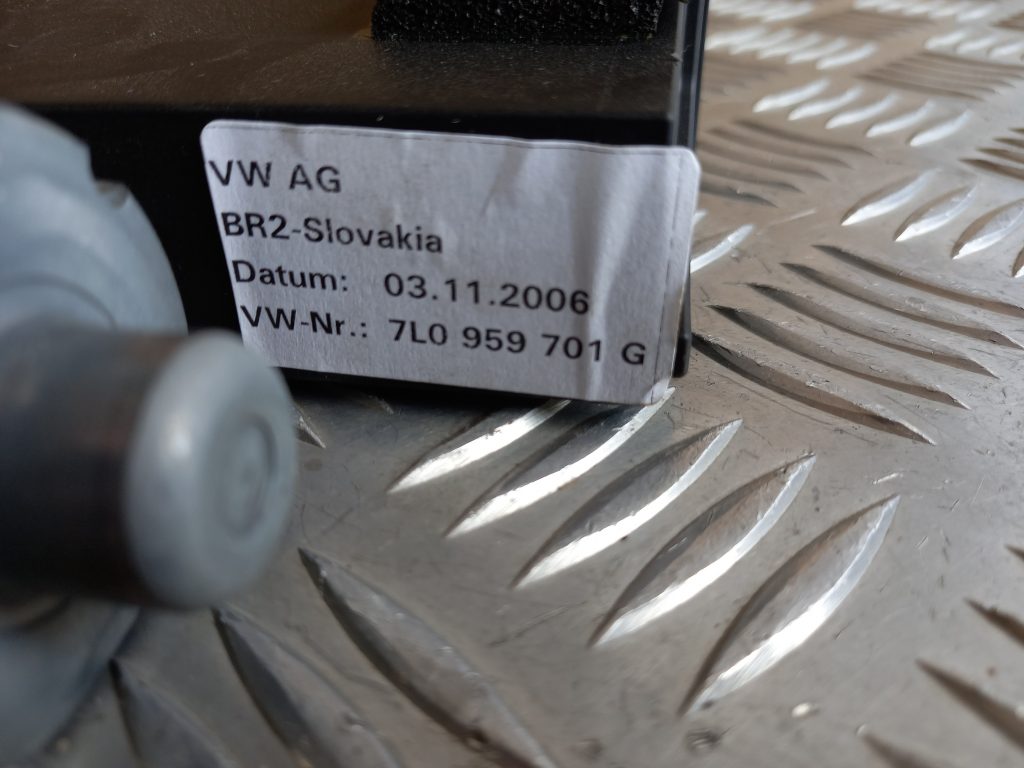 VW AG
BR2-Slovakia
Datum: 03.11.2006
VW-Nr.: 7L0 959 701 G